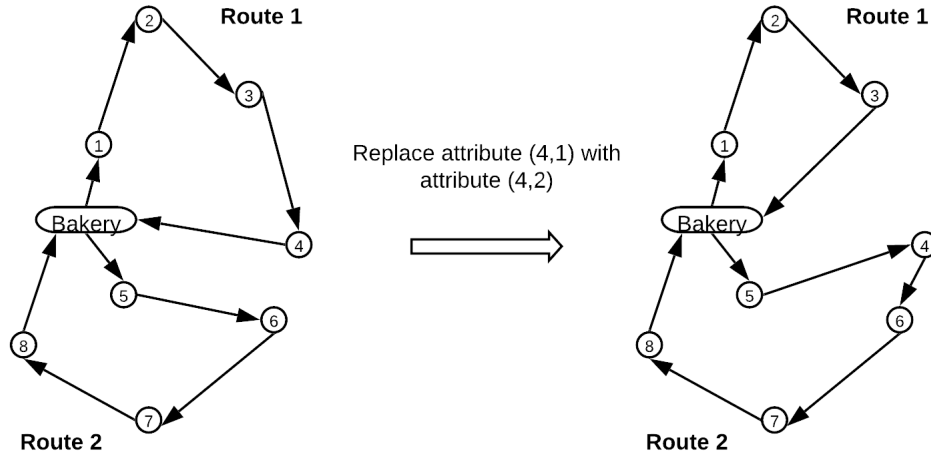 2
Route 1
3
1
Bakery
4
5
6
8
7
Route 2
Replace attribute (4,1) with
attribute (4,2)
2
Route 1
3
1
Bakery
4
5
6
8
7
Route 2